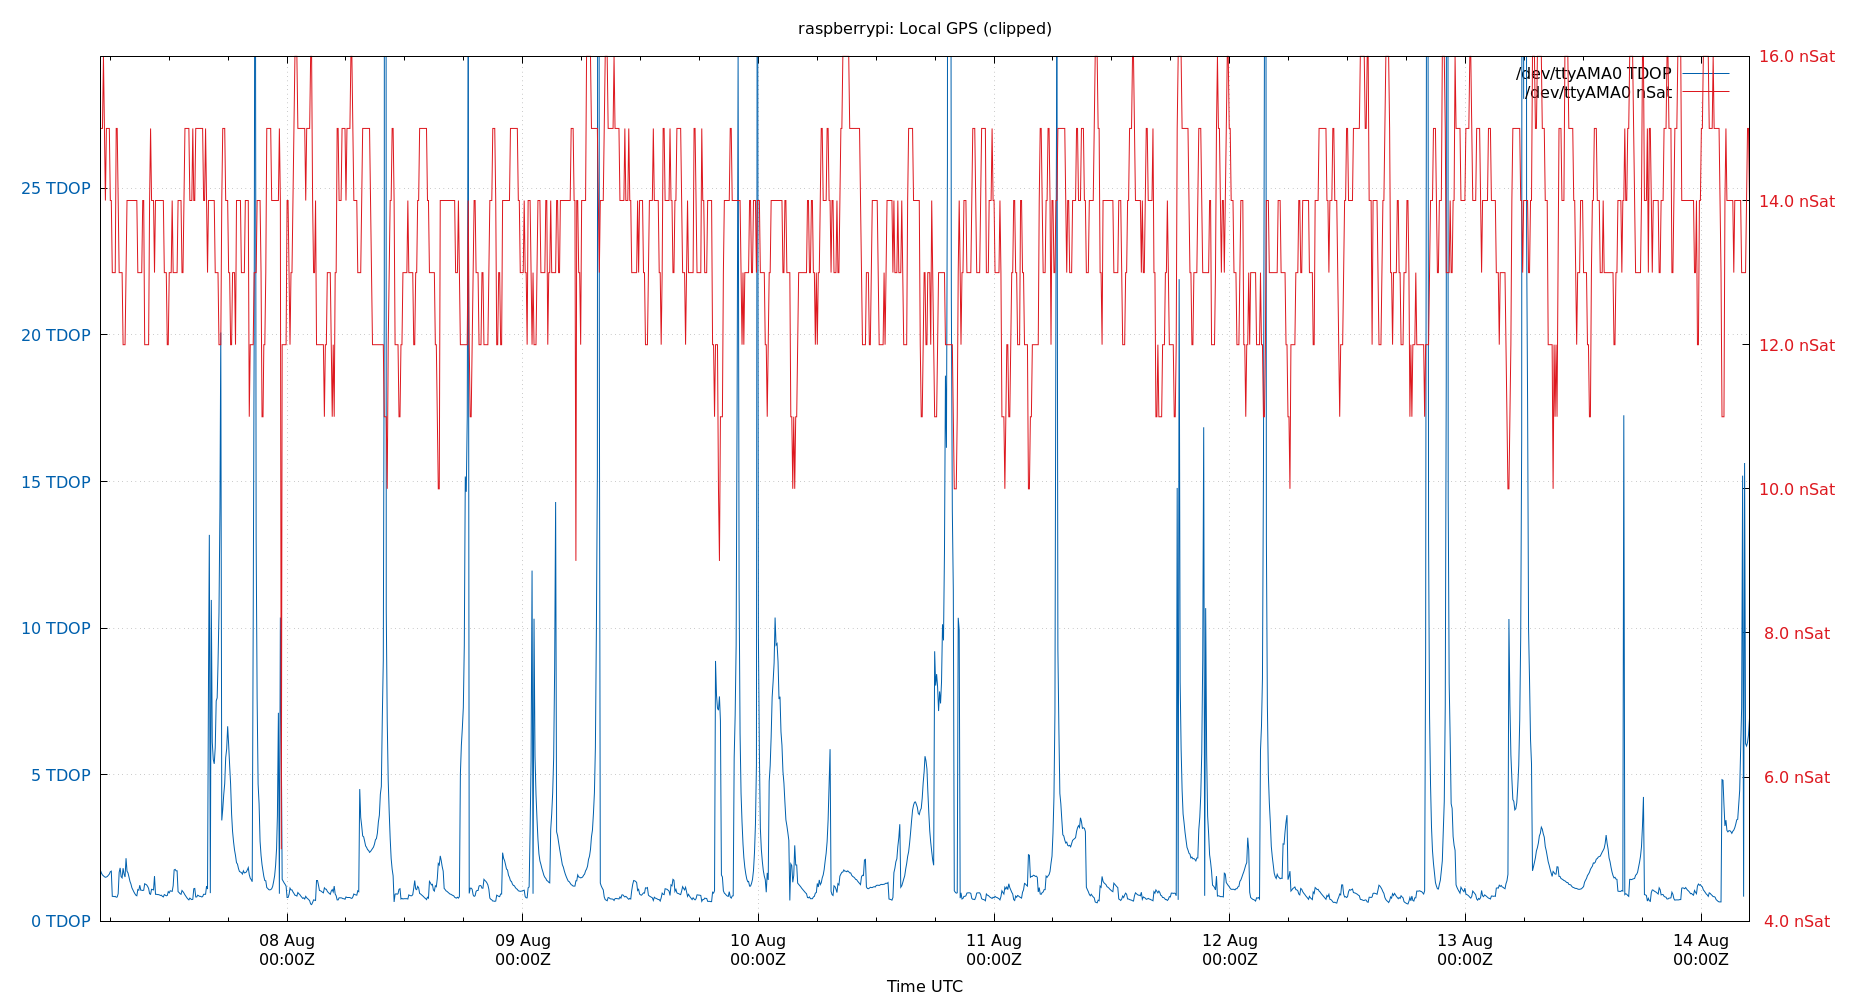 raspberrypi: Local GPS (clipped)
/dev/ttyAMA0 TDOP
/dev/ttyAMA0 nSat
25 TDOP
20 TDOP
15 TDOP
10 TDOP
5 TDOP
0 TDOP
16.0 nSat
14.0 nSat
12.0 nSat
10.0 nSat
8.0 nSat
6.0 nSat
4.0 nSat
08 Aug
00:00Z
09 Aug
00:00Z
10 Aug
00:00Z
11 Aug
00:00Z
12 Aug
00:00Z
13 Aug
00:00Z
14 Aug
00:00Z
Time UTC